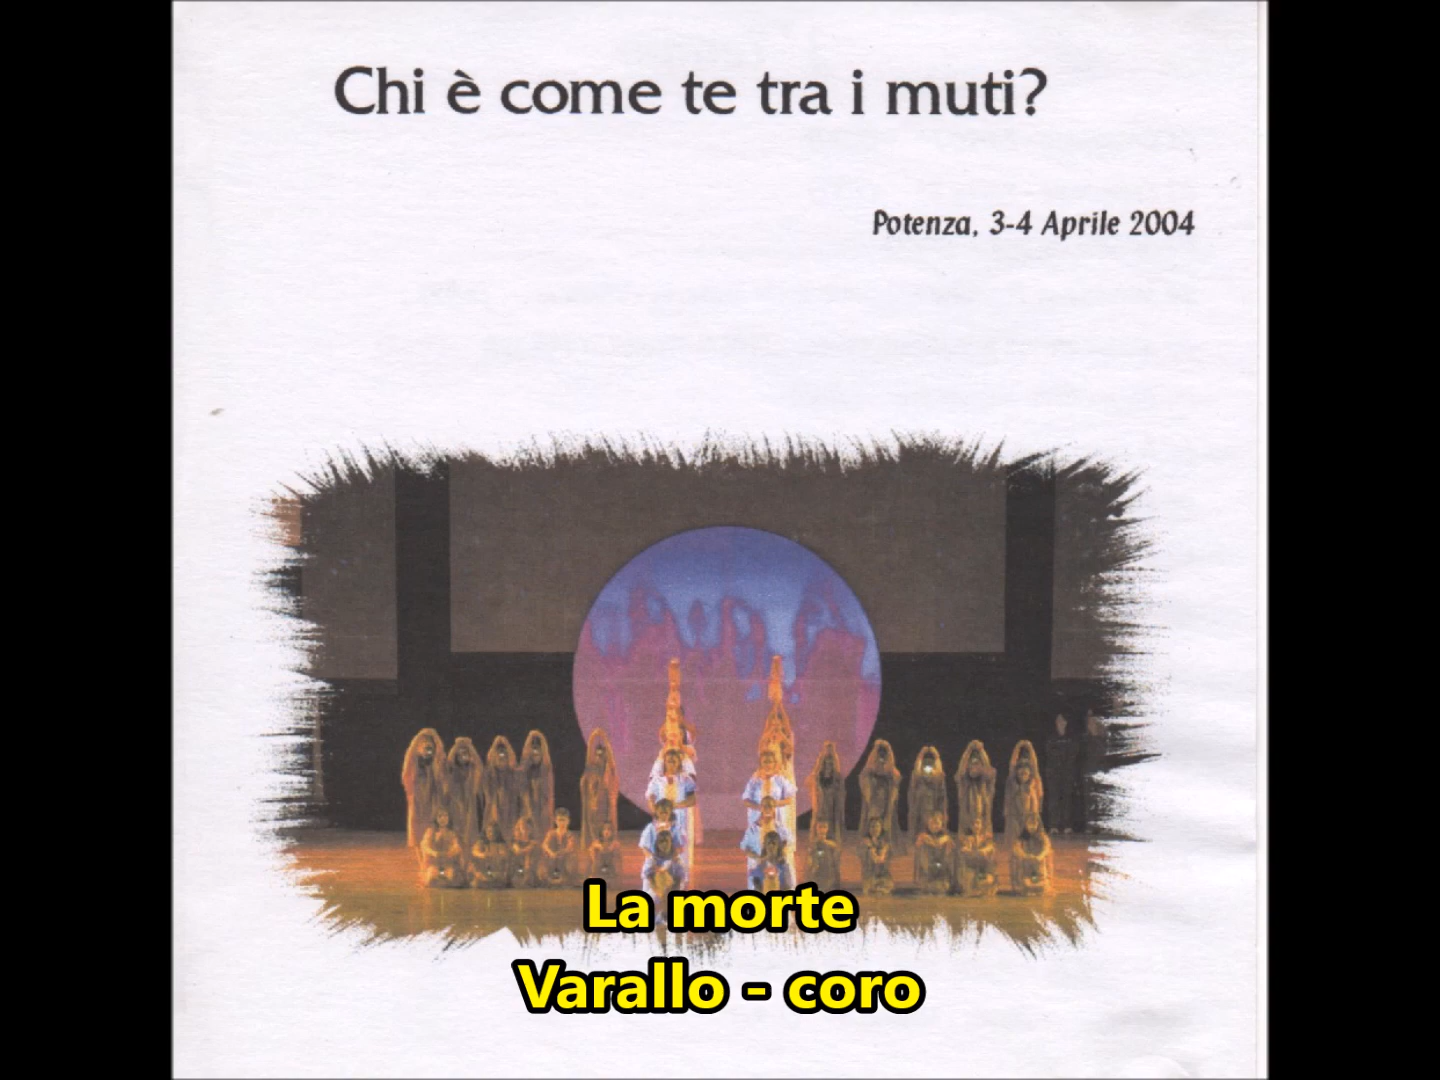 Chi è come te tra i muti?
Potenza, 3-4 Aprile 2004
La morte
Varallo - coro